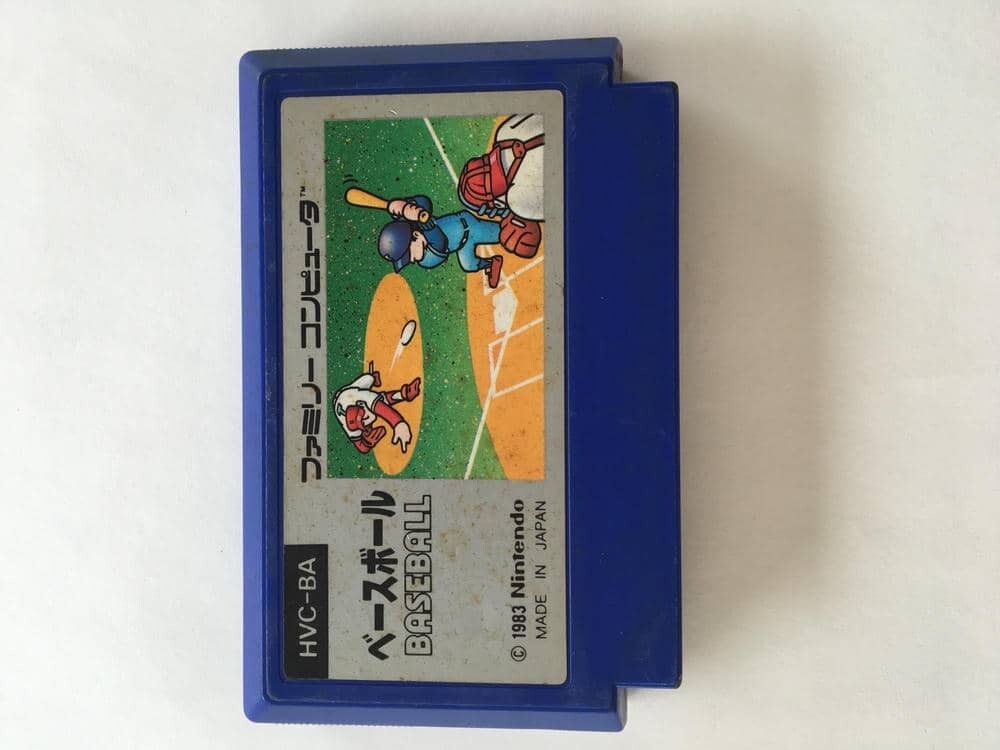 HVC-BA
ファミリー コンピュータ™
ベースボール
BASEBALL
© 1983 Nintendo
MADE IN JAPAN